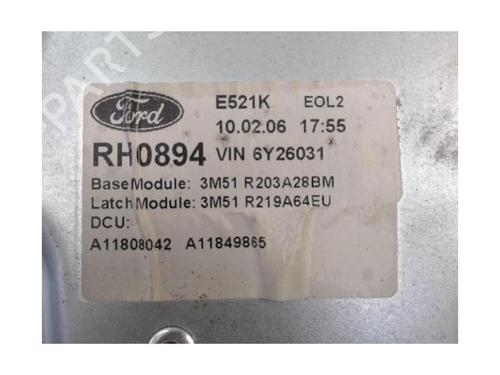 Ford
E521K EOL2
10.02.06 17:55
RH0894 VIN 6Y26031
BaseModule: 3M51 R203A28BM
LatchModule: 3M51 R219A64EU
DCU:
A11808042 A11849865